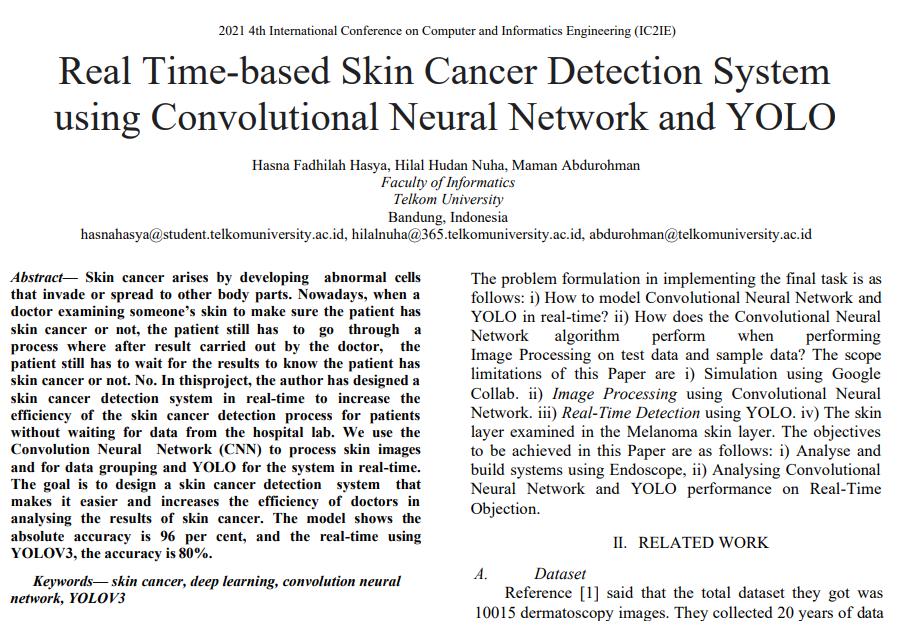 2021 4th International Conference on Computer and Informatics Engineering (IC2IE)
Real Time-based Skin Cancer Detection System
using Convolutional Neural Network and YOLO
Hasna Fadhilah Hasya, Hilal Hudan Nuha, Maman Abdurohman
Faculty of Informatics
Telkom University
Bandung, Indonesia
hasnahasya@student.telkomuniversity.ac.id, hilalnuha@365.telkomuniversity.ac.id, abdurohman@telkomuniversity.ac.id
Abstract— Skin cancer arises by developing abnormal cells
that invade or spread to other body parts. Nowadays, when a
doctor examining someone's skin to make sure the patient has
skin cancer or not, the patient still has to go through a
process where after result carried out by the doctor, the
patient still has to wait for the results to know the patient has
skin cancer or not. No. In thisproject, the author has designed a
skin cancer detection system in real-time to increase the
efficiency of the skin cancer detection process for patients
without waiting for data from the hospital lab. We use the
Convolution Neural Network (CNN) to process skin images
and for data grouping and YOLO for the system in real-time.
The goal is to design a skin cancer detection system that
makes it easier and increases the efficiency of doctors in
analysing the results of skin cancer. The model shows the
absolute accuracy is 96 per cent, and the real-time using
YOLOV3, the accuracy is 80%.
Keywords— skin cancer, deep learning, convolution neural
network, YOLOV3
The problem formulation in implementing the final task is as
follows: i) How to model Convolutional Neural Network and
YOLO in real-time? ii) How does the Convolutional Neural
Network algorithm perform when performing
Image Processing on test data and sample data? The scope
limitations of this Paper are i) Simulation using Google
Collab. ii) Image Processing using Convolutional Neural
Network. iii) Real-Time Detection using YOLO. iv) The skin
layer examined in the Melanoma skin layer. The objectives
to be achieved in this Paper are as follows: i) Analyse and
build systems using Endoscope, ii) Analysing Convolutional
Neural Network and YOLO performance on Real-Time
Objection.
II. RELATED WORK
A. Dataset
Reference [1] said that the total dataset they got was
10015 dermatoscopy images. They collected 20 years of data